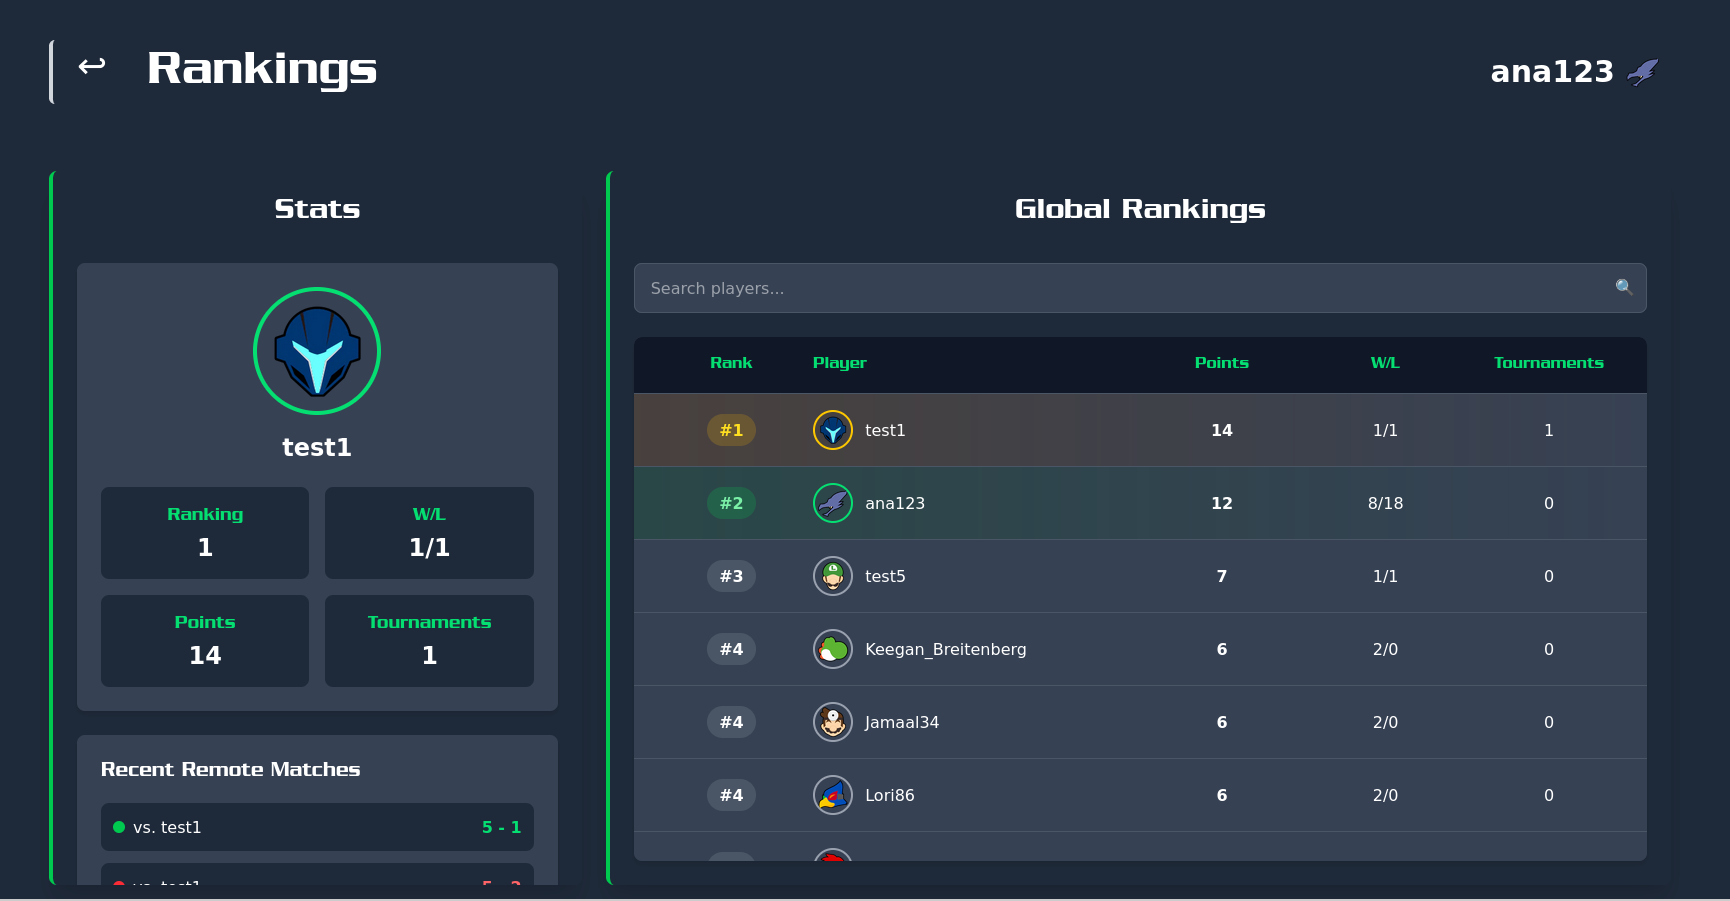 ↩ Rankings
ana123
Stats
test1
Ranking
1
W/L
1/1
Points
14
Tournaments
1
Recent Remote Matches
vs. test1 5 - 1
Global Rankings
Search players...
Rank Player Points W/L Tournaments
#1 test1 14 1/1 1
#2 ana123 12 8/18 0
#3 test5 7 1/1 0
#4 Keegan_Breitenberg 6 2/0 0
#4 Jamaal34 6 2/0 0
#4 Lori86 6 2/0 0